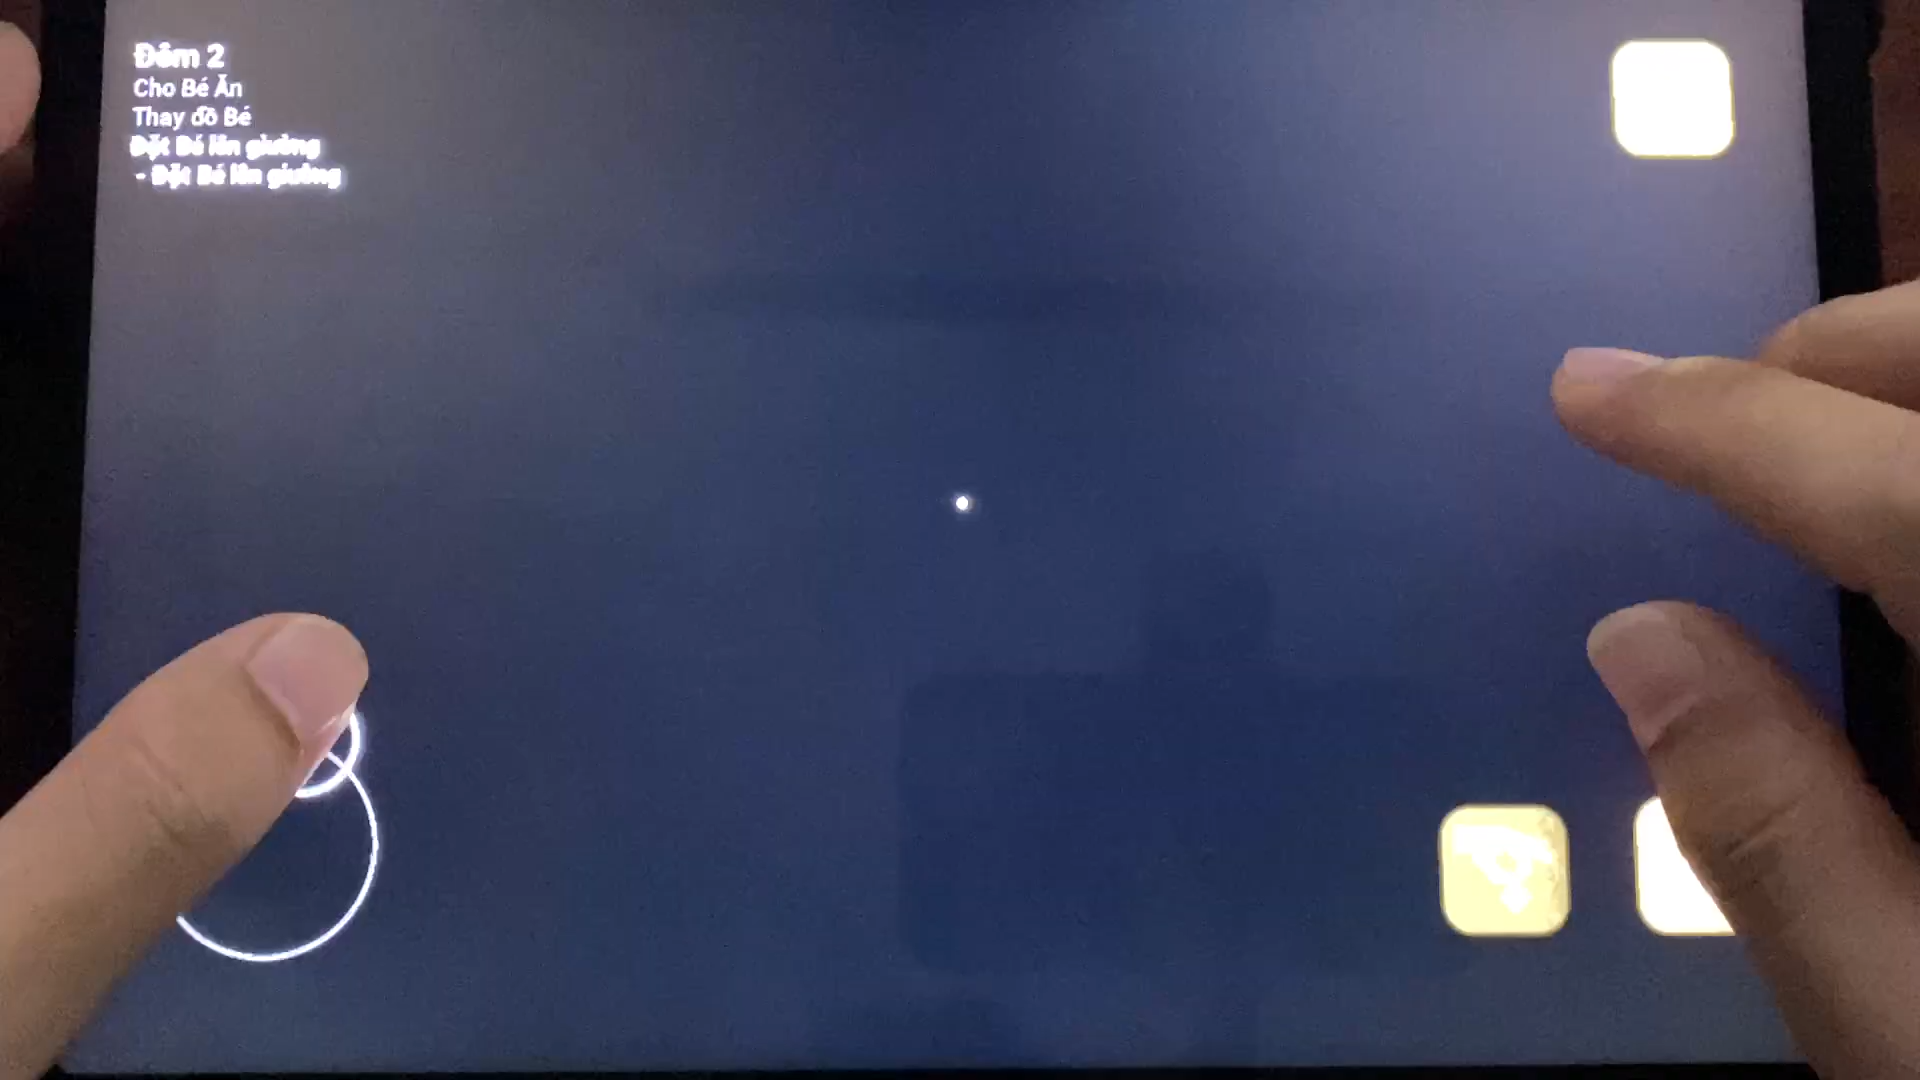 Đêm 2
Cho Bé Ăn
Thay đồ Bé
Đặt Bé lên giường
- Đặt Bé lên giường